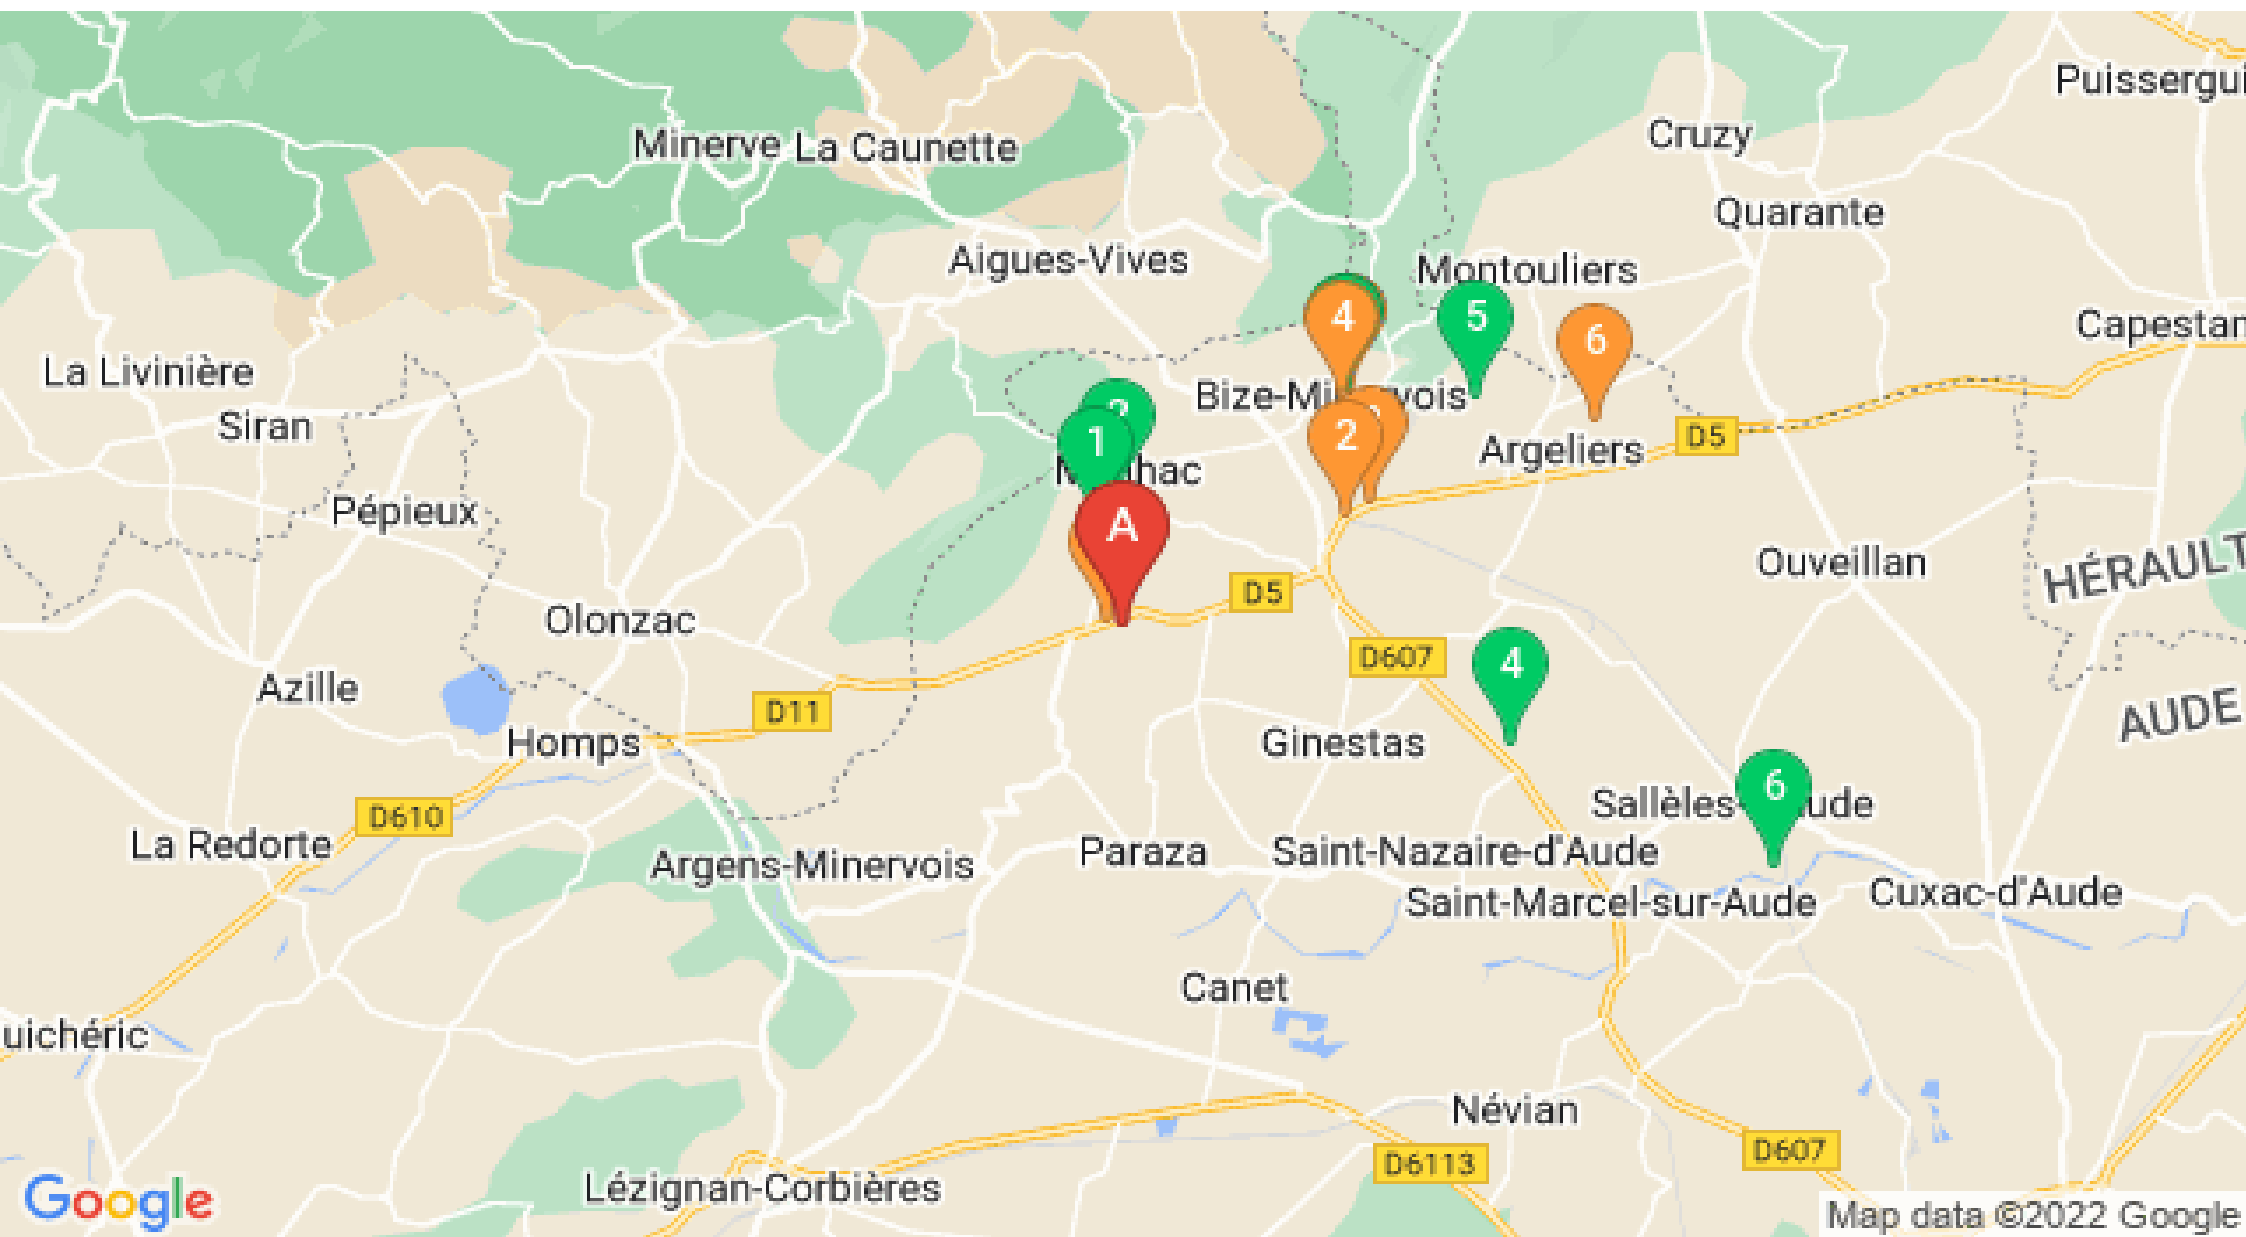 Puissergui
Cruzy
Minerve La Caunette
Quarante
Aigues-Vives
Montouliers
4
5
6
Capestan
La Livinière
Siran
Bize-Mi
vois
2
1
hac
Argeliers
D5
Pépieux
A
Ouveillan
HÉRAULT
D5
Olonzac
D607
4
Azille
AUDE
D11
Homps
Ginestas
6
Sallèles
ude
D610
La Redorte
Argens-Minervois
Paraza
Saint-Nazaire-d'Aude
Saint-Marcel-sur-Aude
Cuxac-d'Aude
Canet
uichéric
Névian
D607
D6113
Lézignan-Corbières
Google
Map data ©2022 Google